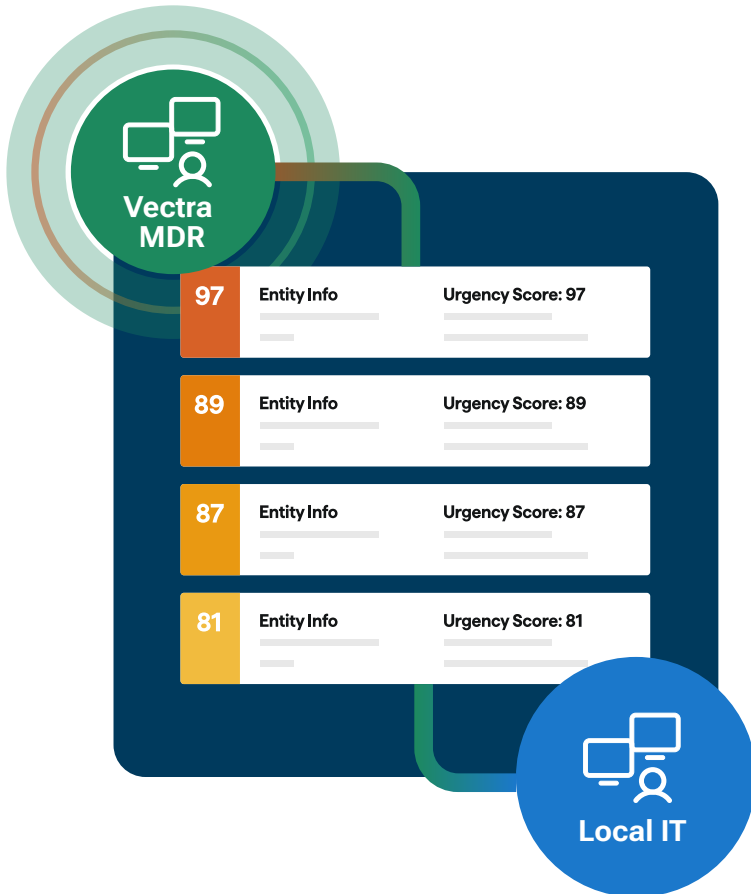 Vectra
MDR
97 Entity Info Urgency Score: 97
89 Entity Info Urgency Score: 89
87 Entity Info Urgency Score: 87
81 Entity Info Urgency Score: 81
Local IT